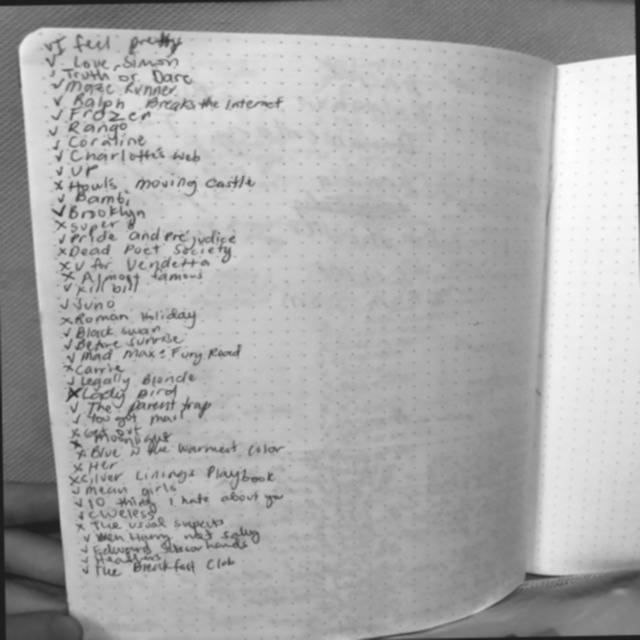 ✓ I feel pretty
✓ Love, Simon
✓ Truth or Dare
✓ Maze Runner
✓ Ralph Breaks the Internet
✓ Frozen
✓ Rango
✓ Coraline
✓ Charlotte's Web
✓ UP
x Howls moving castle
✓ Bambi
✓ Brooklyn
x Super 8
✓ Pride and Prejudice
x Dead Poet Society
x V for Vendetta
x Almost famous
✓ Kill bill
✓ Juno
x Roman Holiday
✓ Black swan
✓ Before sunrise
✓ Mad Max: Fury Road
x Carrie
✓ Legally Blonde
x Lady Bird
✓ The parent trap
✓ You got mail
x
x Moonlight
x Blue is the warmest color
x Her
x Silver Linings Playbook
✓ mean girls
✓ 10 things i hate about you
✓ Clueless
x The usual suspects
✓ When Harry met Sally
✓ Edward Scissorhands
✓
✓ The Breakfast Club